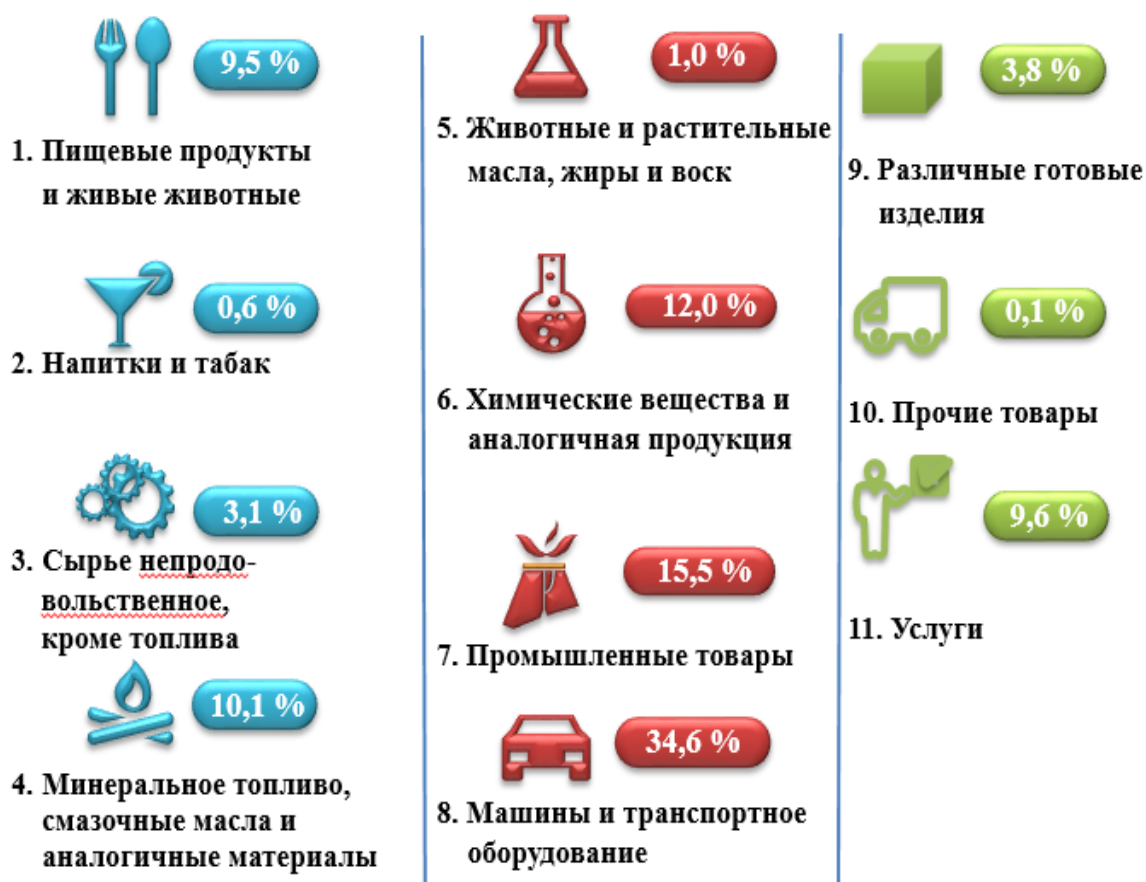 9,5 %
1. Пищевые продукты
и живые животные
0,6 %
2. Напитки и табак
3,1 %
3. Сырье непродо-
вольственное,
кроме топлива
10,1 %
4. Минеральное топливо,
смазочные масла и
аналогичные материалы
1,0 %
5. Животные и растительные
масла, жиры и воск
12,0 %
6. Химические вещества и
аналогичная продукция
15,5 %
7. Промышленные товары
34,6 %
8. Машины и транспортное
оборудование
3,8 %
9. Различные готовые
изделия
0,1 %
10. Прочие товары
9,6 %
11. Услуги